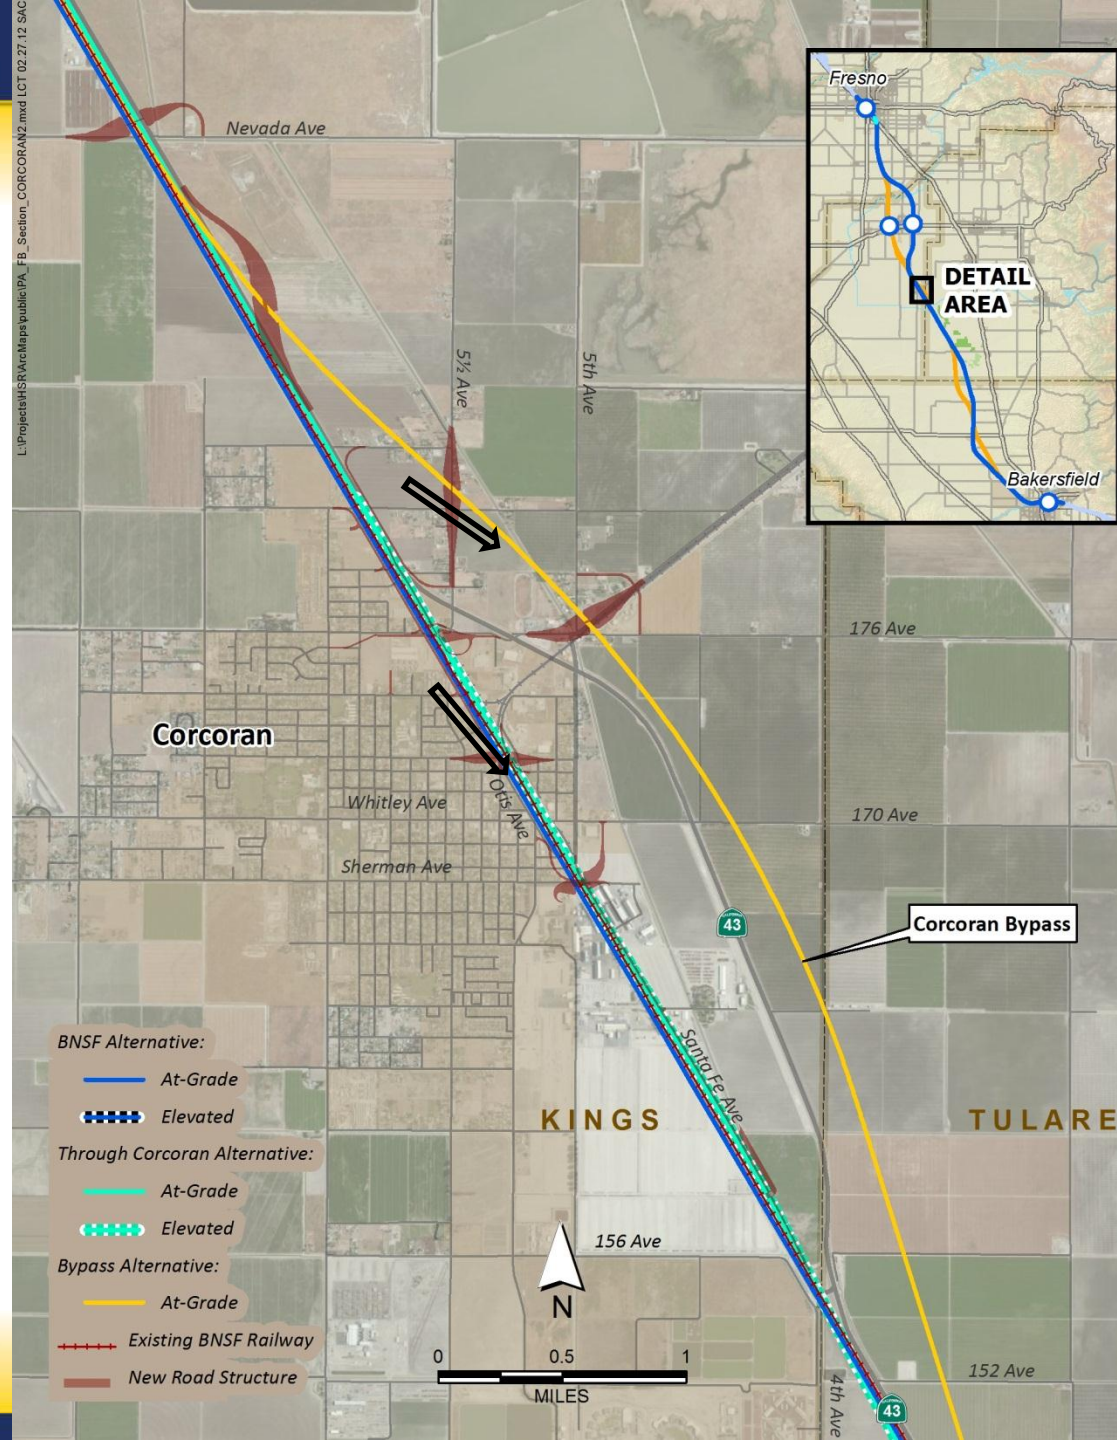 L:\Projects\HSR\ArcMaps\public\PA_FB_Section_CORCORAN2.mxd LCT 02.27.12 SAC
Nevada Ave
Fresno
DETAIL
AREA
Bakersfield
5½ Ave
5th Ave
176 Ave
Corcoran
Otis Ave
Whitley Ave
170 Ave
Sherman Ave
43
Corcoran Bypass
Santa Fe Ave
KINGS
TULARE
156 Ave
152 Ave
4th Ave
43
BNSF Alternative:
At-Grade
Elevated
Through Corcoran Alternative:
At-Grade
Elevated
Bypass Alternative:
At-Grade
Existing BNSF Railway
New Road Structure
N
0 0.5 1
MILES